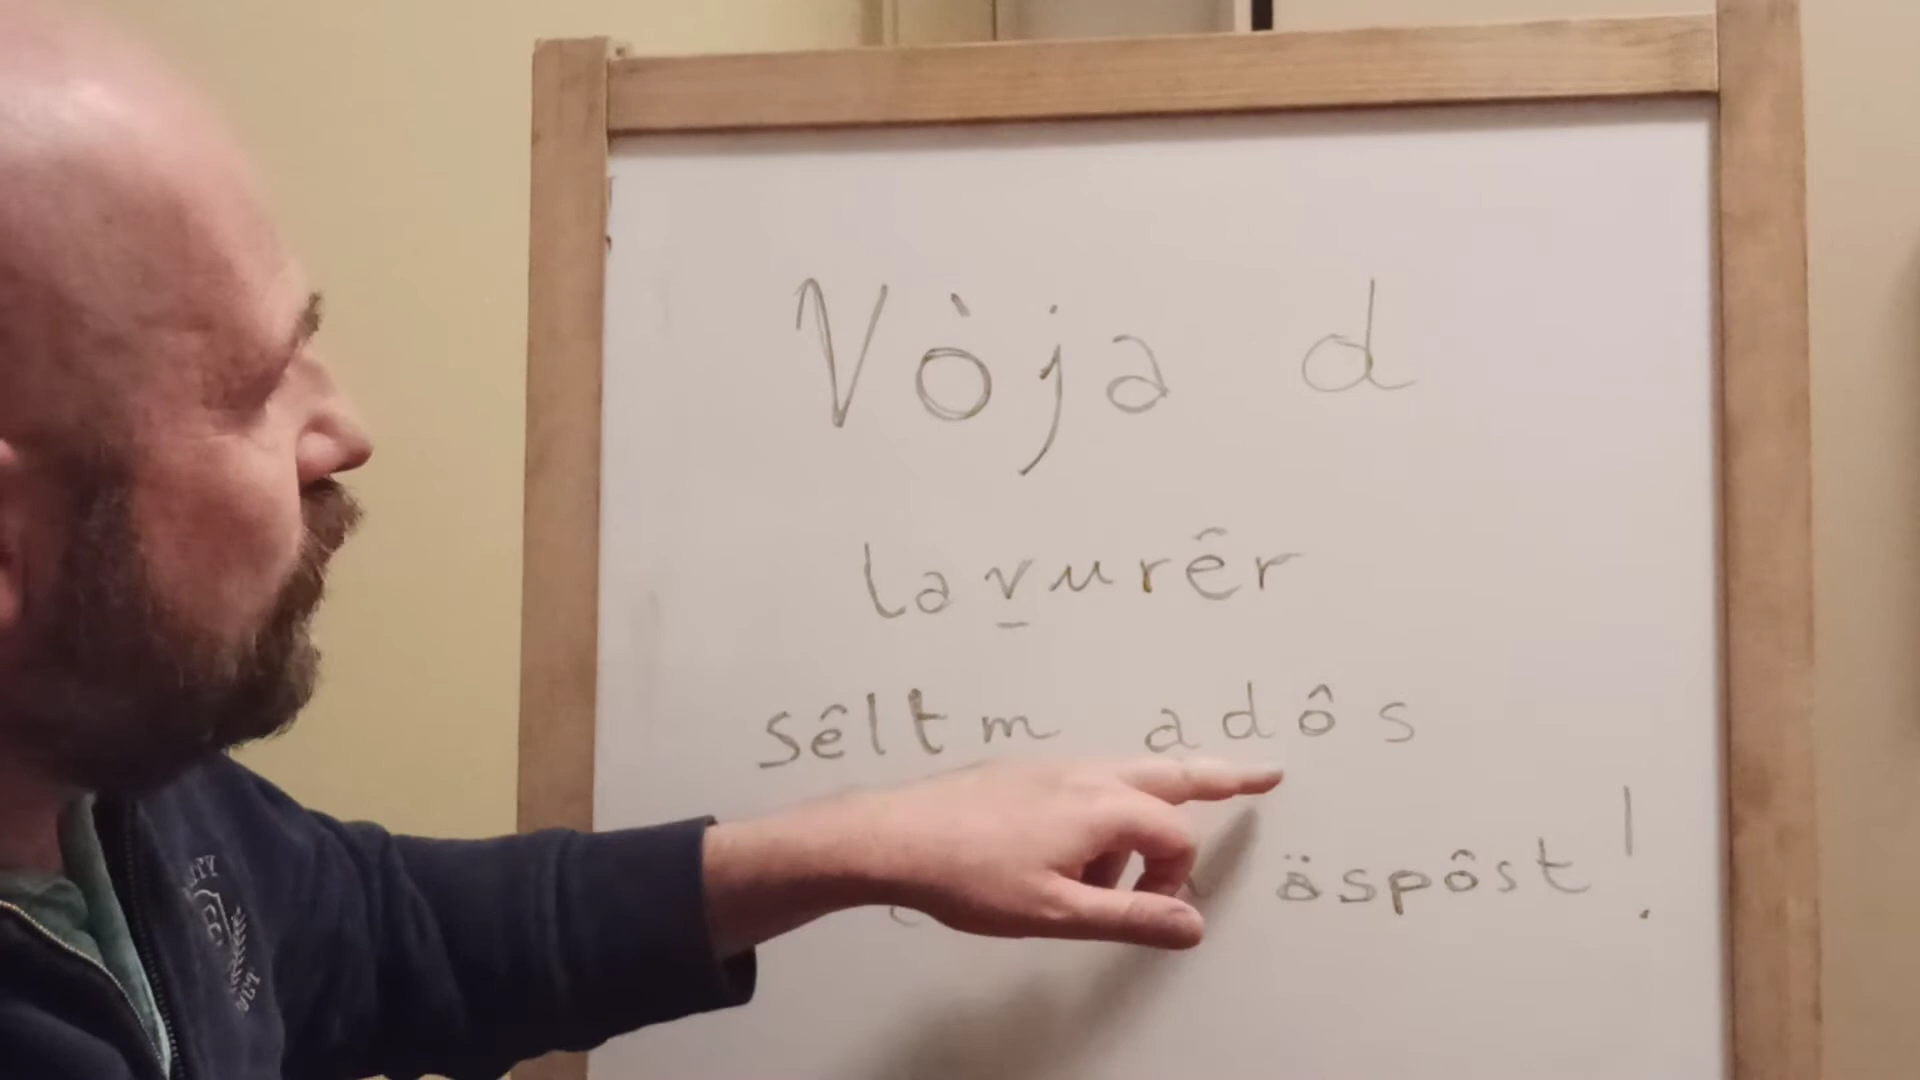 Vòja d
lavurêr
sêltm adôs
äspôst!